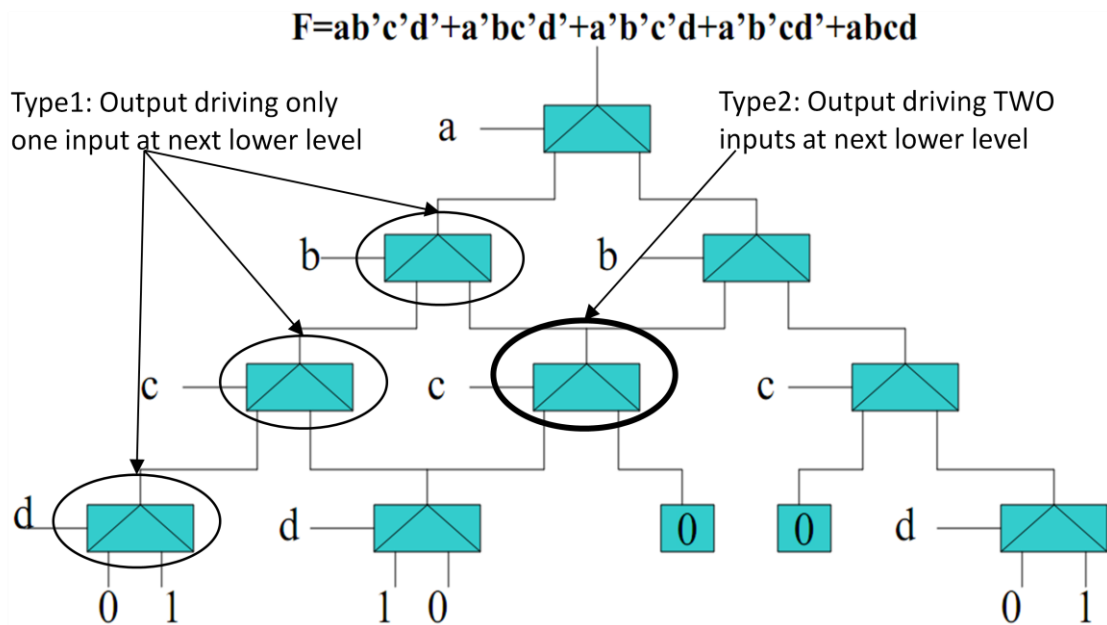 F=ab’c’d’+a’bc’d’+a’b’c’d+a’b’cd’+abcd
Type1: Output driving only
one input at next lower level
Type2: Output driving TWO
inputs at next lower level
a
b b
c c c
d d 0 0 d
0 1 1 0 0 1